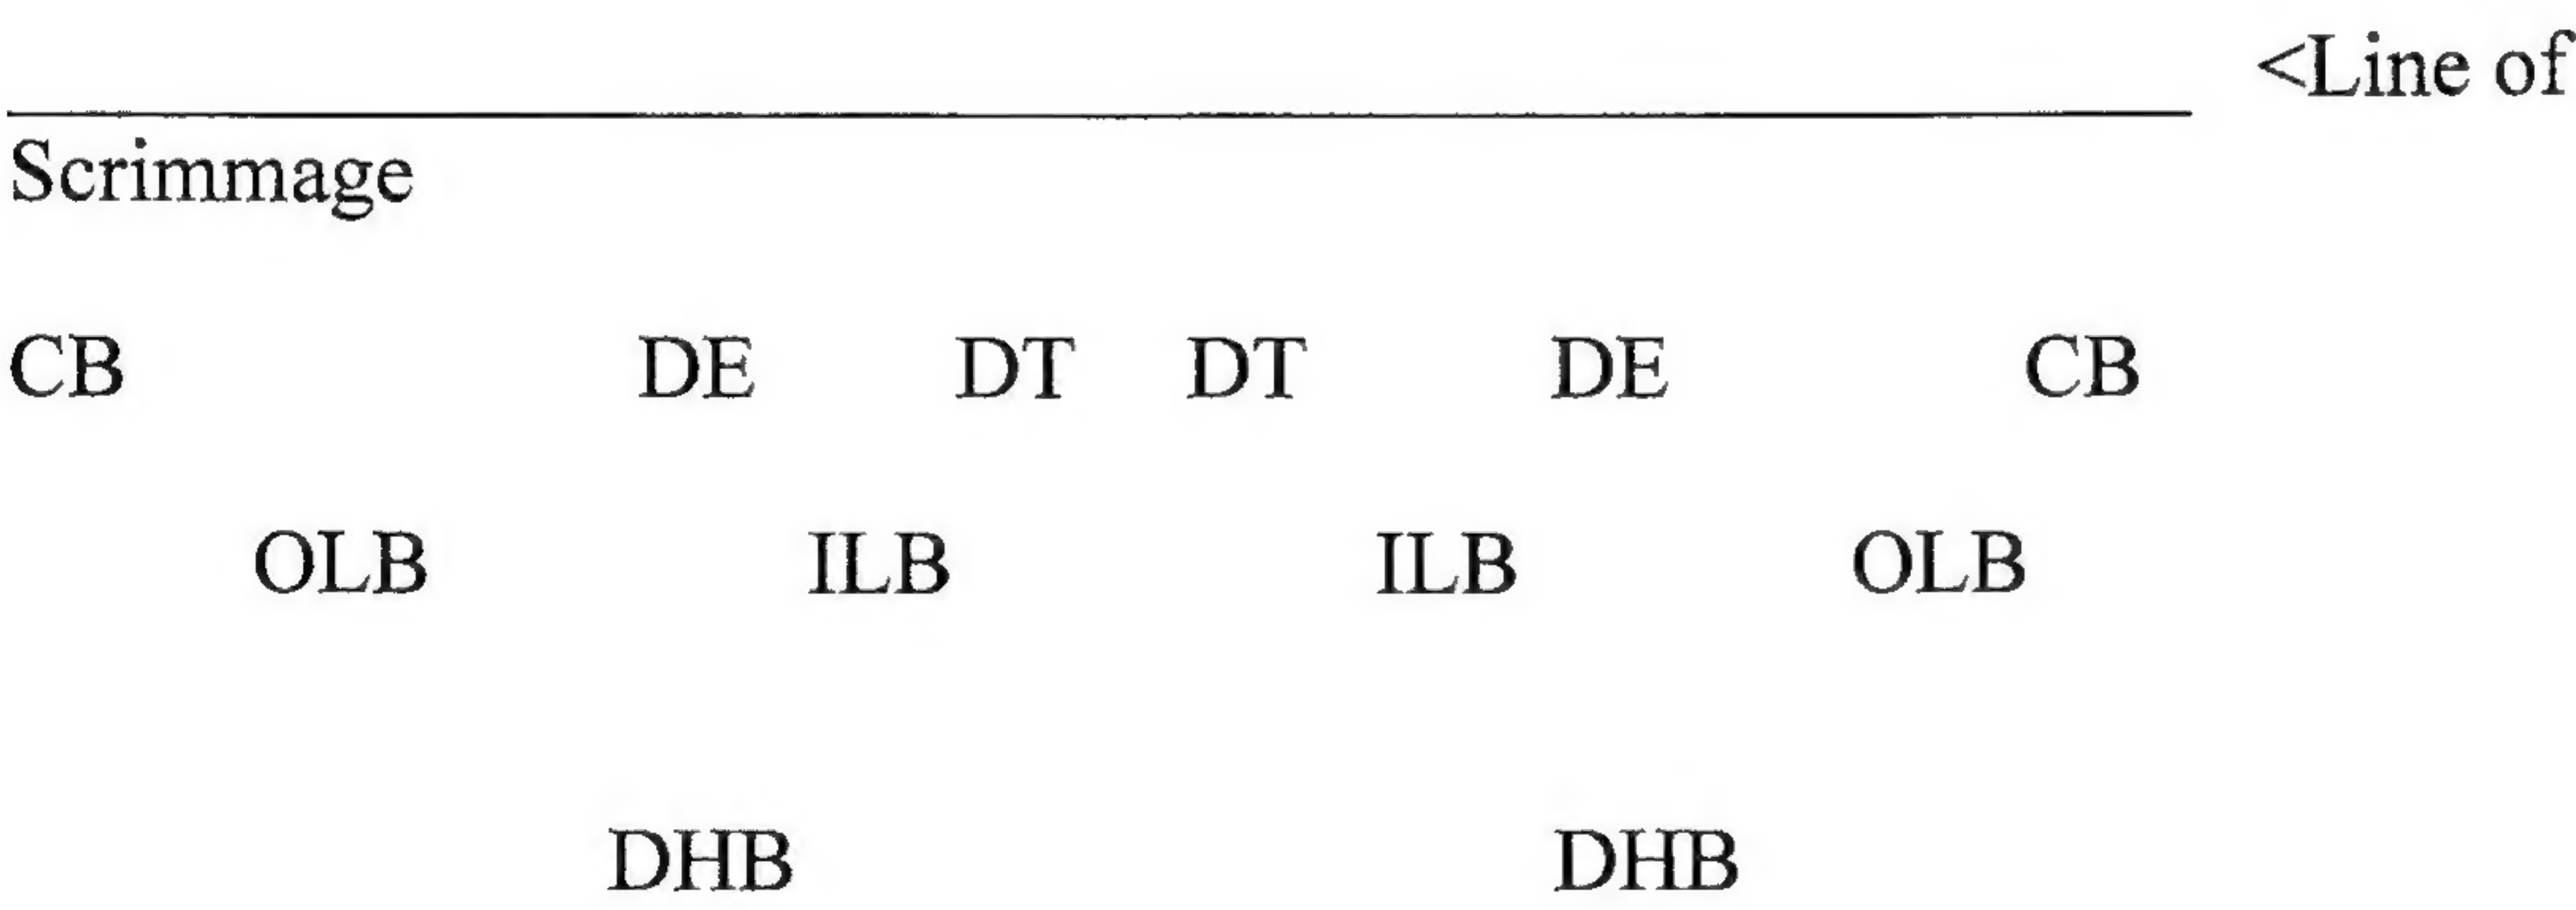 <Line of
Scrimmage
CB DE DT DT DE CB
OLB ILB ILB OLB
DHB DHB